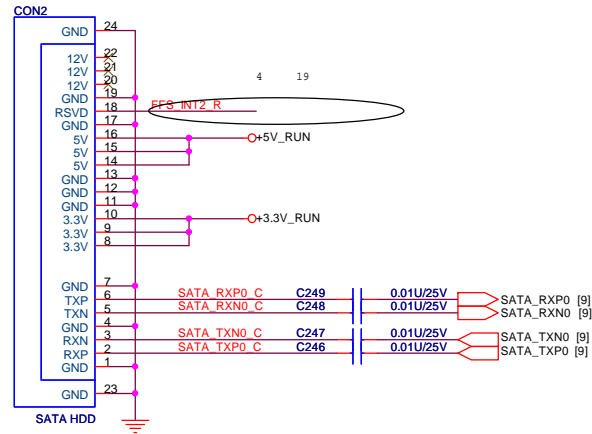 CON2
GND 24
12V 22
12V 21
12V 20
4 19
GND 19
RSVD 18 FFS_INT2_R
GND 17
5V 16 +5V_RUN
5V 15
5V 14
GND 13
GND 12
GND 11
3.3V 10 +3.3V_RUN
3.3V 9
3.3V 8
GND 7
TXP 6 SATA_RXP0_C C249 0.01U/25V SATA_RXP0 [9]
TXN 5 SATA_RXN0_C C248 0.01U/25V SATA_RXN0 [9]
GND 4
RXN 3 SATA_TXN0_C C247 0.01U/25V SATA_TXN0 [9]
RXP 2 SATA_TXP0_C C246 0.01U/25V SATA_TXP0 [9]
GND 1
GND 23
SATA HDD